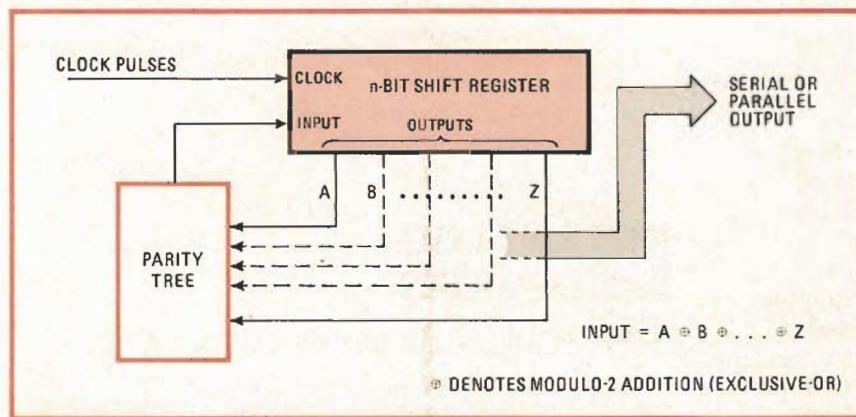 CLOCK PULSES
CLOCK
n-BIT SHIFT REGISTER
SERIAL OR
PARALLEL
OUTPUT
INPUT
OUTPUTS
A
B
Z
PARITY
TREE
INPUT = A ⊕ B ⊕ . . . ⊕ Z
⊕ DENOTES MODULO-2 ADDITION (EXCLUSIVE-OR)